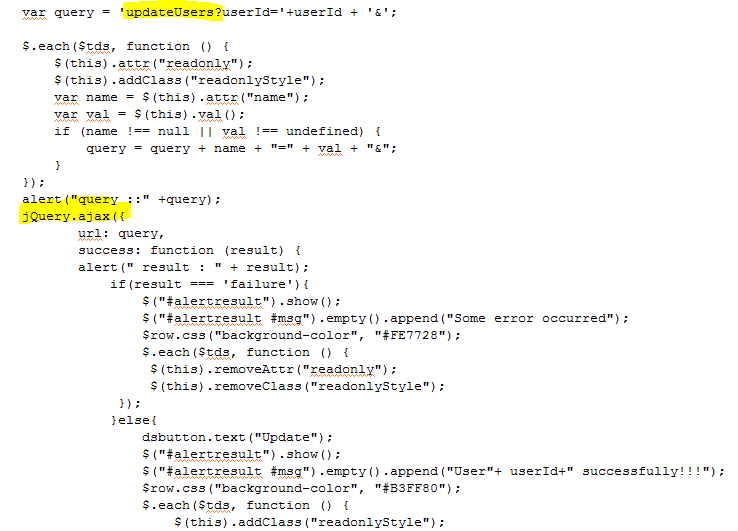 var query = 'updateUsers?userId='+userId + '&';
$.each($tds, function () {
$(this).attr("readonly");
$(this).addClass("readonlyStyle");
var name = $(this).attr("name");
var val = $(this).val();
if (name !== null || val !== undefined) {
query = query + name + "=" + val + "&";
}
});
alert("query ::" +query);
jQuery.ajax({
url: query,
success: function (result) {
alert(" result : " + result);
if(result === 'failure'){
$("#alertresult").show();
$("#alertresult #msg").empty().append("Some error occurred");
$row.css("background-color", "#FE7728");
$.each($tds, function () {
$(this).removeAttr("readonly");
$(this).removeClass("readonlyStyle");
});
}else{
dsbutton.text("Update");
$("#alertresult").show();
$("#alertresult #msg").empty().append("User"+ userId+" successfully!!!");
$row.css("background-color", "#B3FF80");
$.each($tds, function () {
$(this).addClass("readonlyStyle");